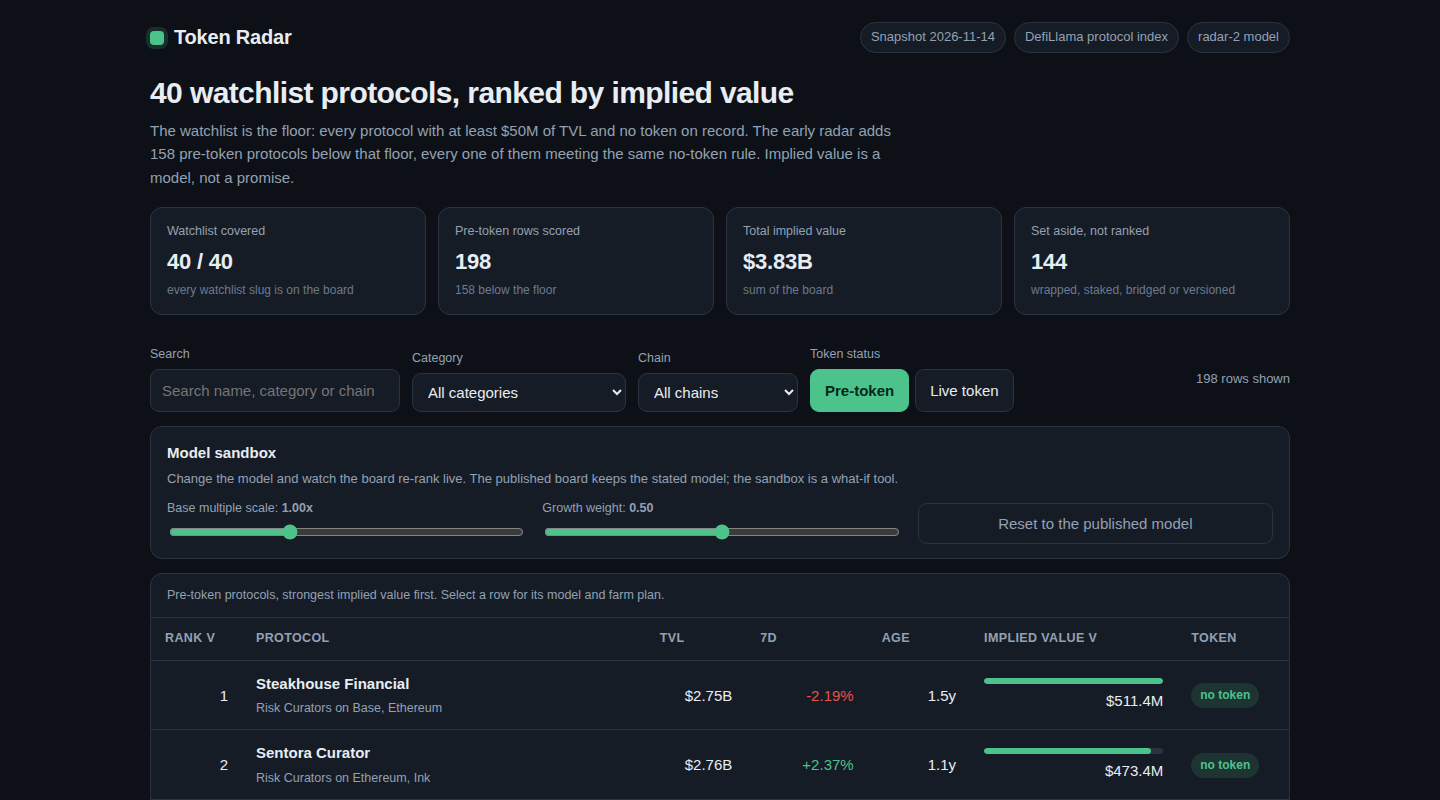 Token Radar
Snapshot 2026-11-14
DefiLlama protocol index
radar-2 model
40 watchlist protocols, ranked by implied value
The watchlist is the floor: every protocol with at least $50M of TVL and no token on record. The early radar adds
158 pre-token protocols below that floor, every one of them meeting the same no-token rule. Implied value is a
model, not a promise.
Watchlist covered
40 / 40
every watchlist slug is on the board
Pre-token rows scored
198
158 below the floor
Total implied value
$3.83B
sum of the board
Set aside, not ranked
144
wrapped, staked, bridged or versioned
Search
Search name, category or chain
Category
All categories
Chain
All chains
Token status
Pre-token
Live token
198 rows shown
Model sandbox
Change the model and watch the board re-rank live. The published board keeps the stated model; the sandbox is a what-if tool.
Base multiple scale: 1.00x
Growth weight: 0.50
Reset to the published model
Pre-token protocols, strongest implied value first. Select a row for its model and farm plan.
RANK V PROTOCOL TVL 7D AGE IMPLIED VALUE V TOKEN
1 Steakhouse Financial $2.75B -2.19% 1.5y $511.4M no token
Risk Curators on Base, Ethereum
2 Sentora Curator $2.76B +2.37% 1.1y $473.4M no token
Risk Curators on Ethereum, Ink